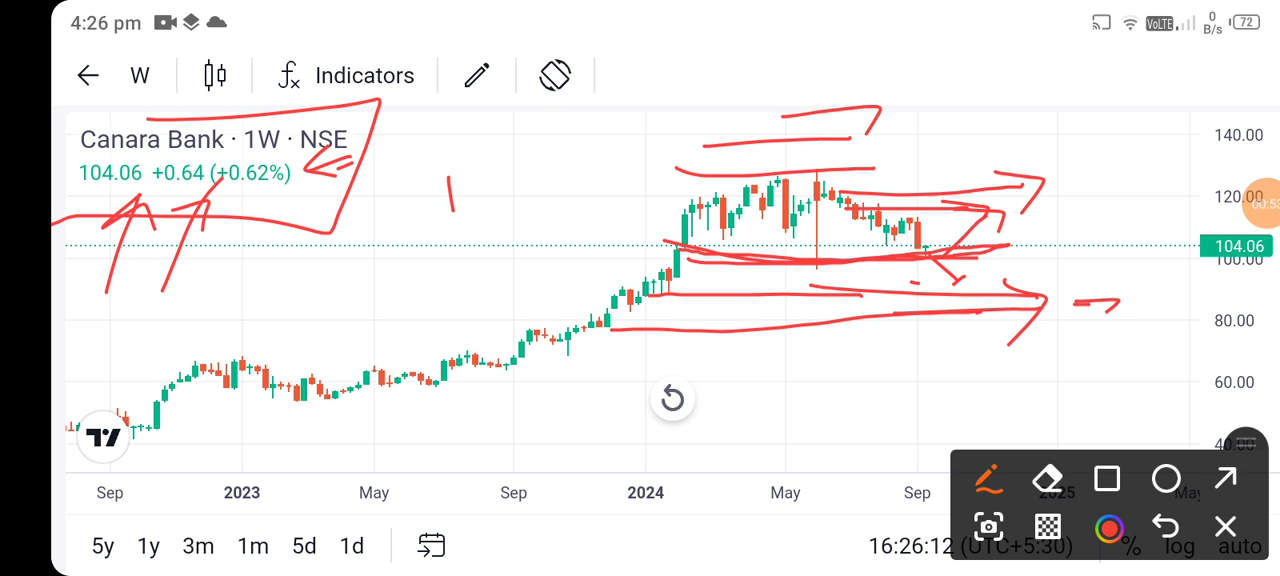 4:26 pm VoLTE 0 B/s 72
W Indicators
Canara Bank · 1W · NSE
104.06 +0.64 (+0.62%)
140.00
120.00
104.06
100.00
80.00
60.00
Sep 2023 May Sep 2024 May Sep 2025 May
5y 1y 3m 1m 5d 1d 16:26:12 (UTC+5:30) % log auto